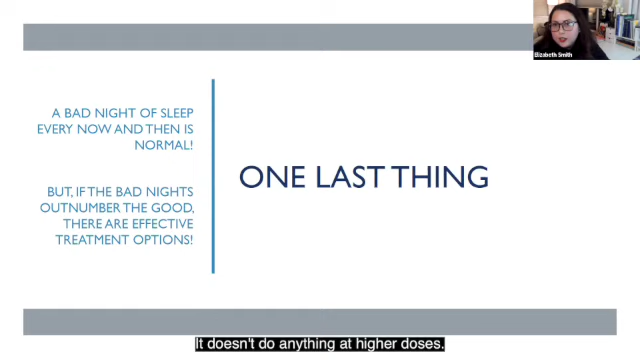 Elizabeth Smith
A BAD NIGHT OF SLEEP
EVERY NOW AND THEN IS
NORMAL!
BUT, IF THE BAD NIGHTS
OUTNUMBER THE GOOD,
THERE ARE EFFECTIVE
TREATMENT OPTIONS!
ONE LAST THING
It doesn't do anything at higher doses.